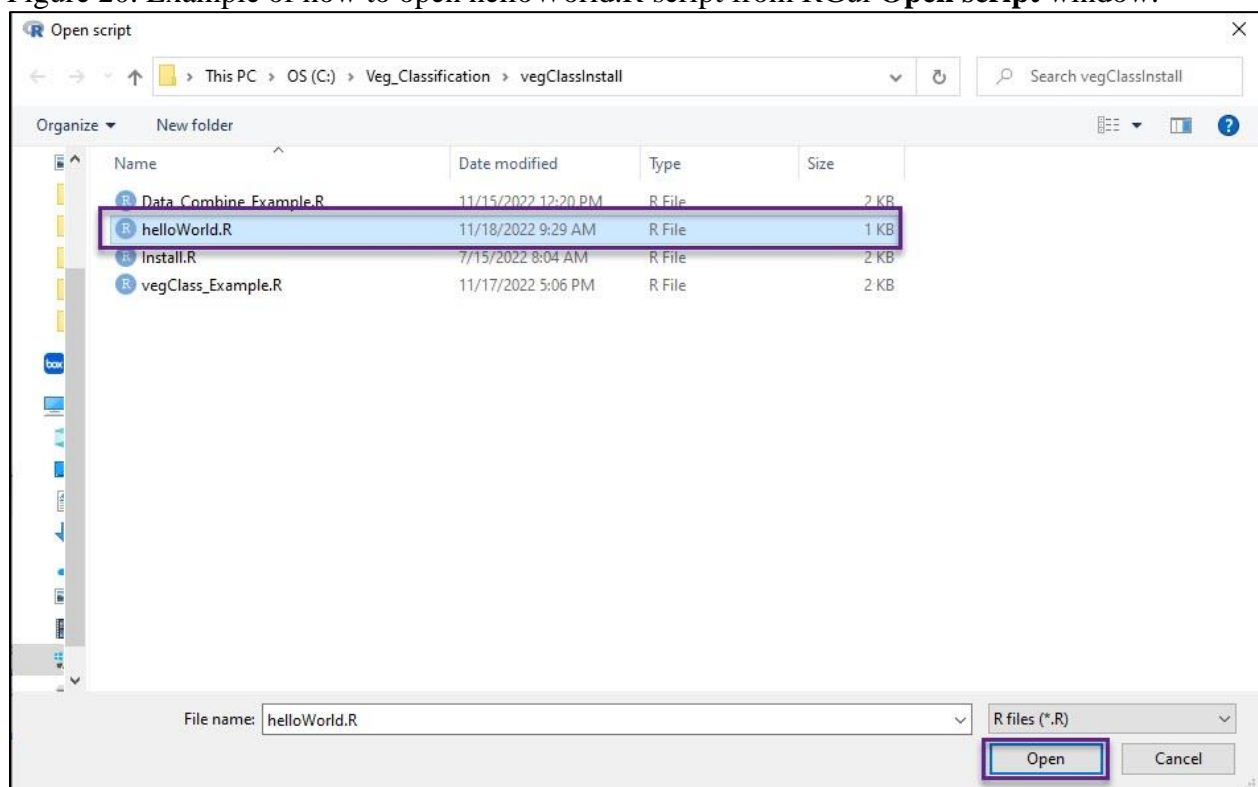 Figure 20. Example of how to open helloWorld.R script from RGui Open script window.
Open script
This PC > OS (C:) > Veg_Classification > vegClassInstall
Search vegClassInstall
Organize
New folder
Name Date modified Type Size
Data_Combine_Example.R 11/15/2022 12:20 PM R File 2 KB
helloWorld.R 11/18/2022 9:29 AM R File 1 KB
Install.R 7/15/2022 8:04 AM R File 2 KB
vegClass_Example.R 11/17/2022 5:06 PM R File 2 KB
box
File name: helloWorld.R
R files (*.R)
Open Cancel